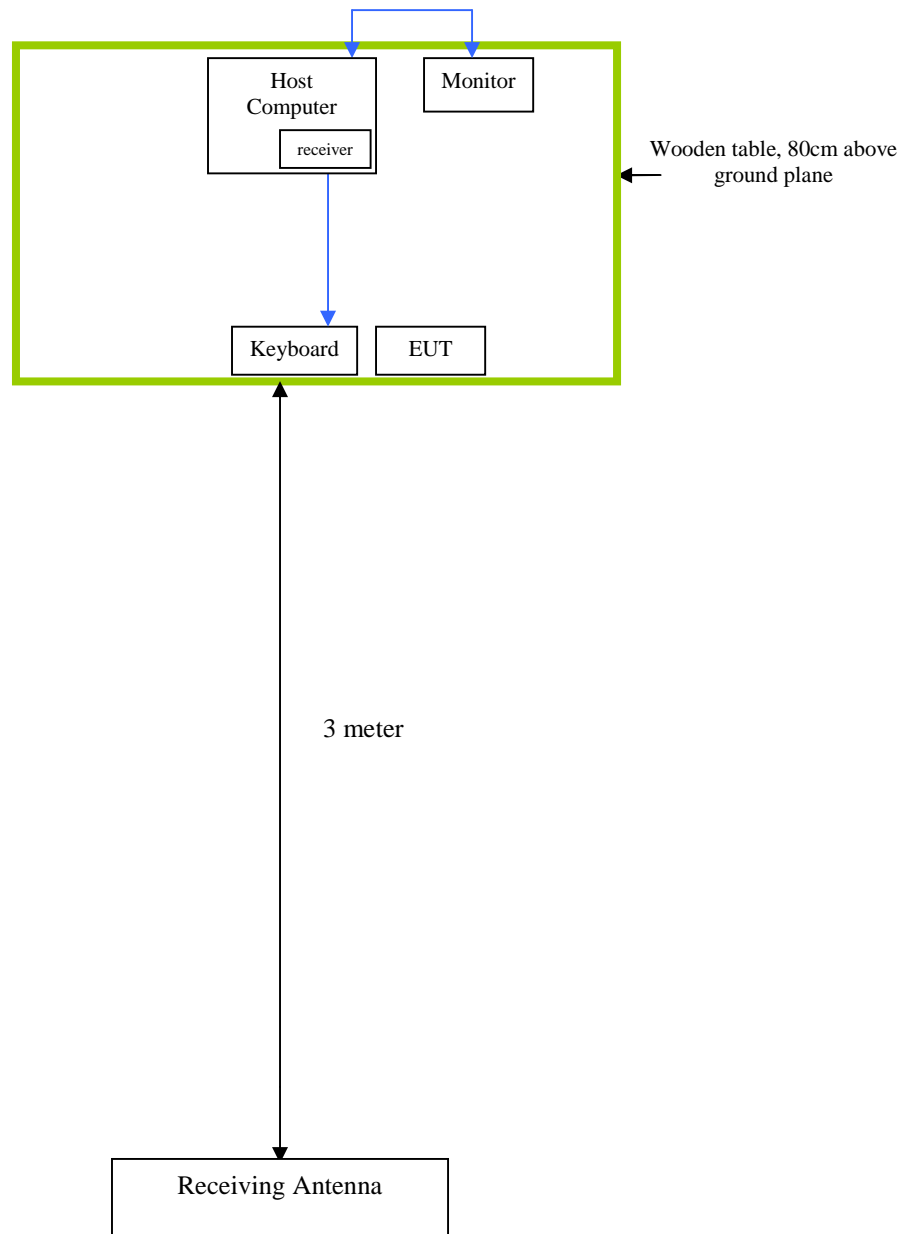 Host
Computer
receiver
Monitor
Wooden table, 80cm above
ground plane
Keyboard
EUT
3 meter
Receiving Antenna